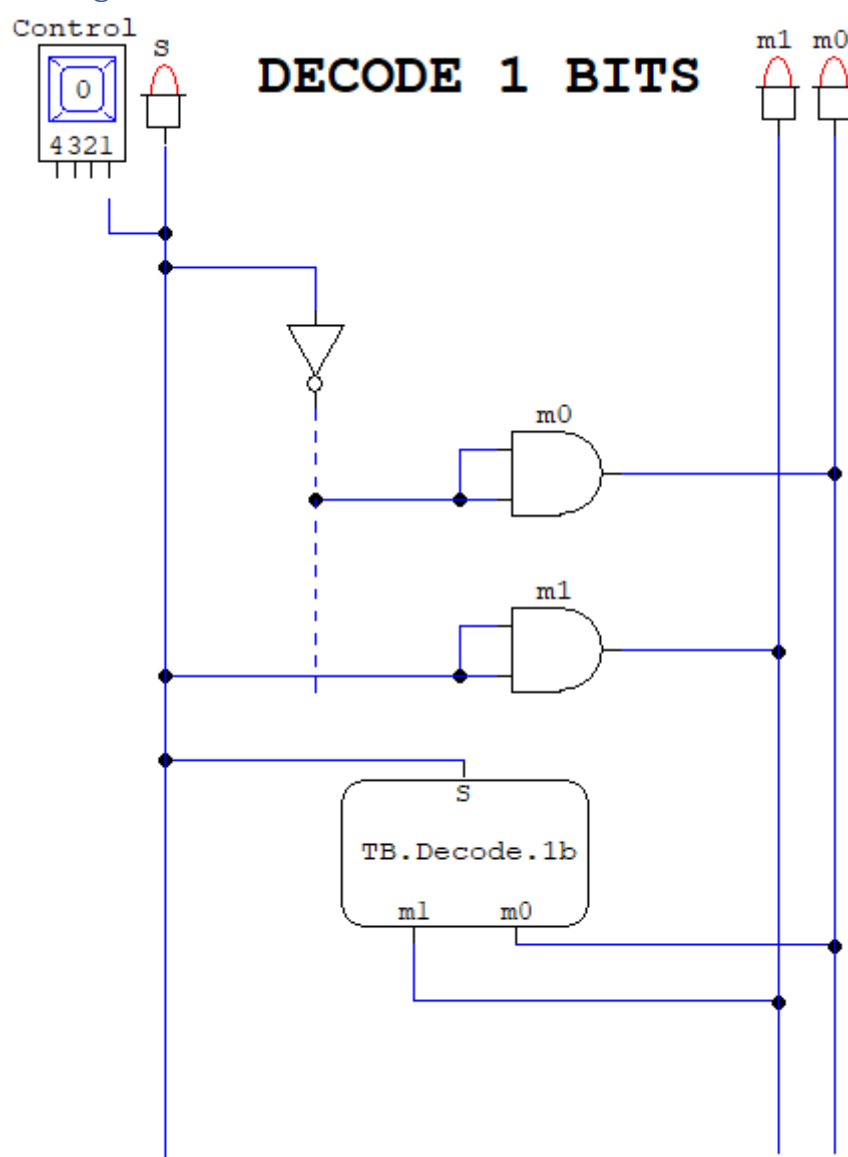 Control
S
DECODE 1 BITS
m1 m0
0
4321
m0
m1
S
TB.Decode.1b
m1 m0